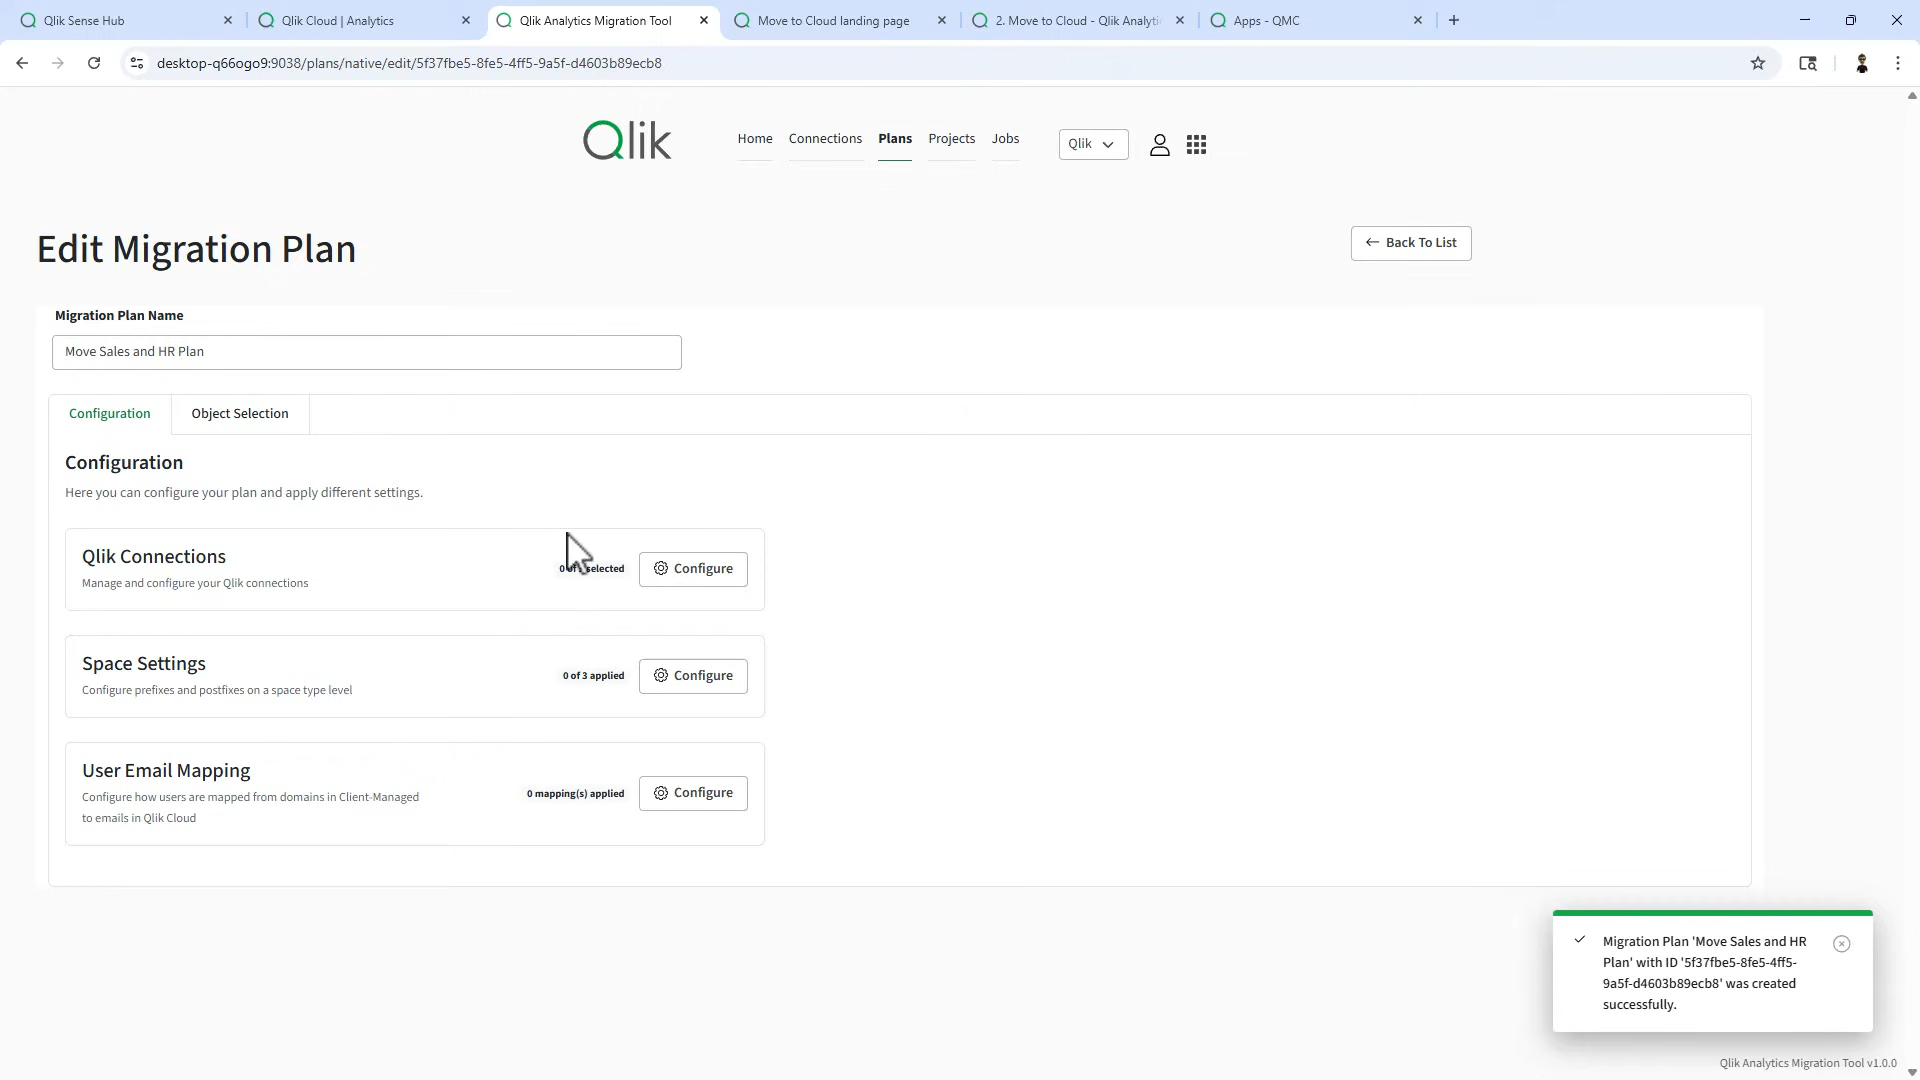 Qlik Sense Hub
Qlik Cloud | Analytics
Qlik Analytics Migration Tool
Move to Cloud landing page
2. Move to Cloud - Qlik Analyti
Apps - QMC
desktop-q66ogo9:9038/plans/native/edit/5f37fbe5-8fe5-4ff5-9a5f-d4603b89ecb8
Qlik
Home
Connections
Plans
Projects
Jobs
Qlik
Edit Migration Plan
Back To List
Migration Plan Name
Move Sales and HR Plan
Configuration
Object Selection
Configuration
Here you can configure your plan and apply different settings.
Qlik Connections
Manage and configure your Qlik connections
selected
Configure
Space Settings
Configure prefixes and postfixes on a space type level
0 of 3 applied
Configure
User Email Mapping
Configure how users are mapped from domains in Client-Managed
to emails in Qlik Cloud
0 mapping(s) applied
Configure
Migration Plan 'Move Sales and HR
Plan' with ID '5f37fbe5-8fe5-4ff5-
9a5f-d4603b89ecb8' was created
successfully.
Qlik Analytics Migration Tool v1.0.0